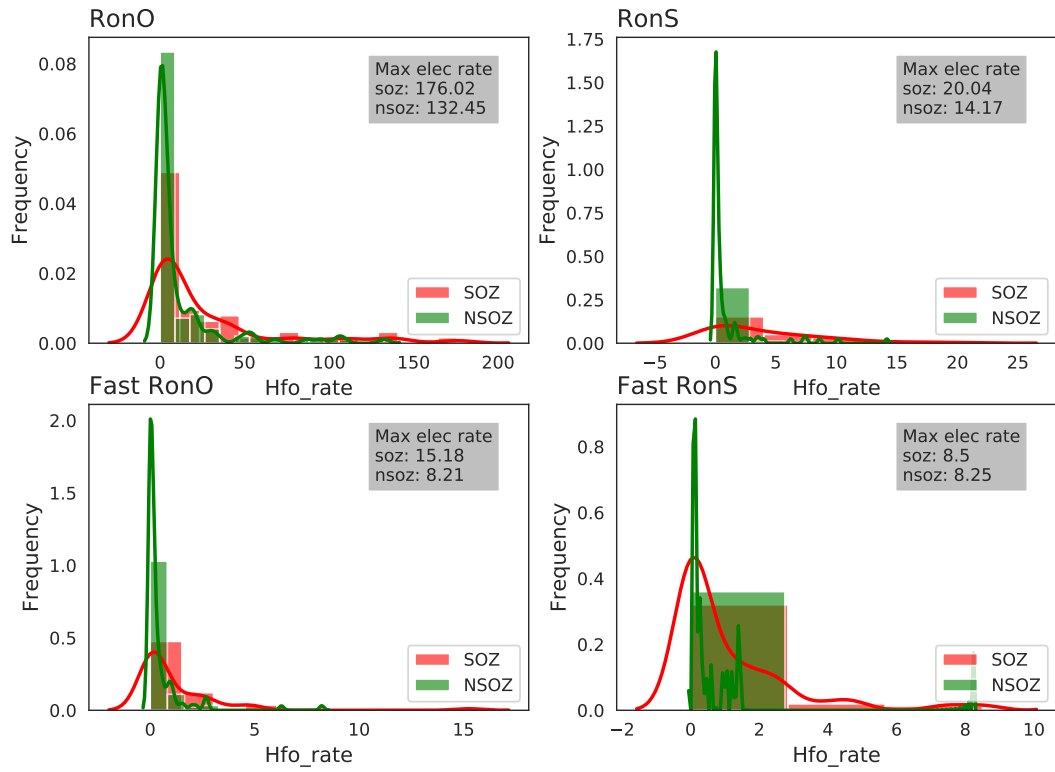 RonO
Max elec rate
soz: 176.02
nsoz: 132.45
Frequency
0.08
0.06
0.04
0.02
0.00
SOZ
NSOZ
0 50 100 150 200
Hfo_rate
RonS
Max elec rate
soz: 20.04
nsoz: 14.17
Frequency
1.75
1.50
1.25
1.00
0.75
0.50
0.25
0.00
SOZ
NSOZ
−5 0 5 10 15 20 25
Hfo_rate
Fast RonO
Max elec rate
soz: 15.18
nsoz: 8.21
Frequency
2.0
1.5
1.0
0.5
0.0
SOZ
NSOZ
0 5 10 15
Hfo_rate
Fast RonS
Max elec rate
soz: 8.5
nsoz: 8.25
Frequency
0.8
0.6
0.4
0.2
0.0
SOZ
NSOZ
−2 0 2 4 6 8 10
Hfo_rate